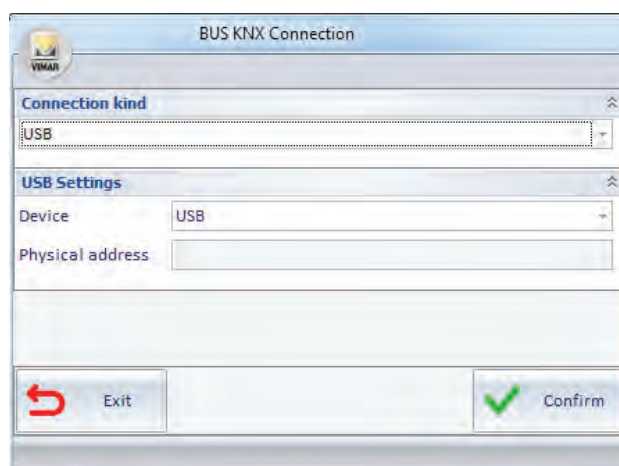 BUS KNX Connection
VIMAR
Connection kind
USB
USB Settings
Device USB
Physical address
Exit Confirm